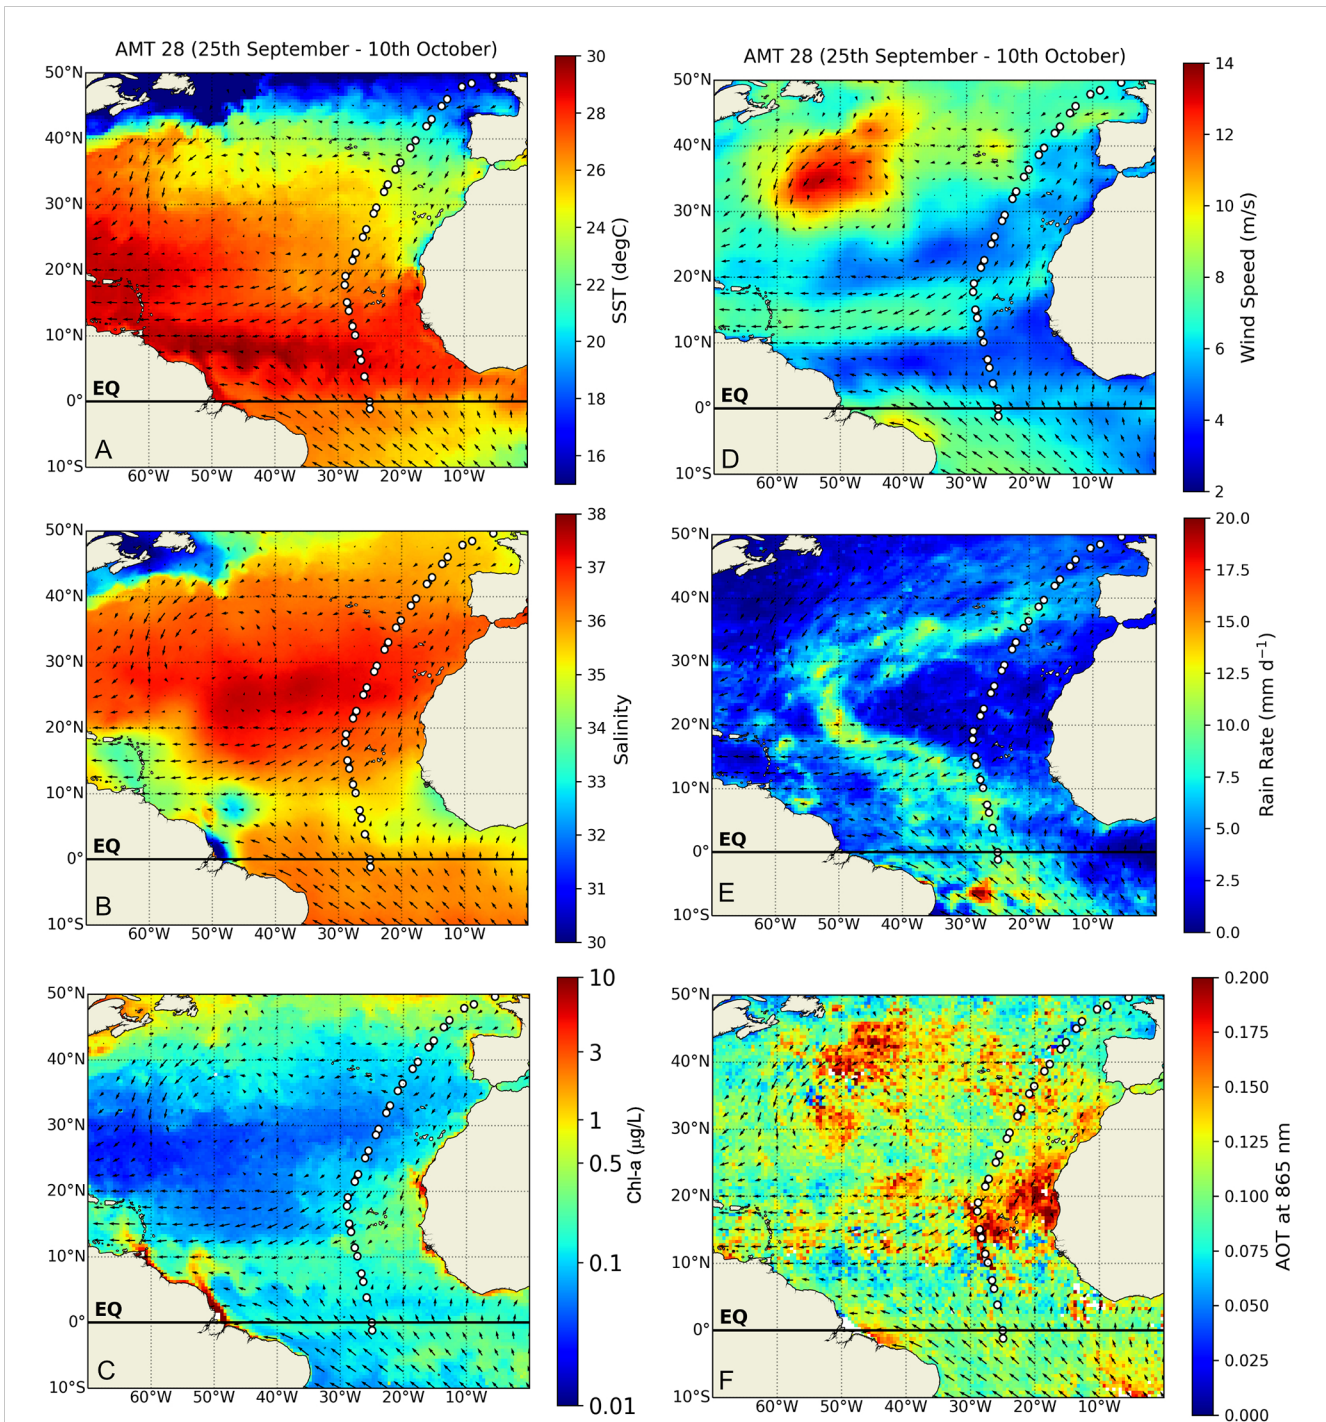 AMT 28 (25th September - 10th October)
50°N
40°N
30°N
20°N
10°N
0°
10°S
EQ
A
60°W 50°W 40°W 30°W 20°W 10°W
30
28
26
24
22
20
18
16
SST (degC)
AMT 28 (25th September - 10th October)
50°N
40°N
30°N
20°N
10°N
0°
10°S
EQ
D
60°W 50°W 40°W 30°W 20°W 10°W
14
12
10
8
6
4
2
Wind Speed (m/s)
50°N
40°N
30°N
20°N
10°N
0°
10°S
EQ
B
60°W 50°W 40°W 30°W 20°W 10°W
38
37
36
35
34
33
32
31
30
Salinity
50°N
40°N
30°N
20°N
10°N
0°
10°S
EQ
E
60°W 50°W 40°W 30°W 20°W 10°W
20.0
17.5
15.0
12.5
10.0
7.5
5.0
2.5
0.0
Rain Rate (mm d⁻¹)
50°N
40°N
30°N
20°N
10°N
0°
10°S
EQ
C
60°W 50°W 40°W 30°W 20°W 10°W
10
3
1
0.5
0.1
0.01
Chl-a (µg/L)
50°N
40°N
30°N
20°N
10°N
0°
10°S
EQ
F
60°W 50°W 40°W 30°W 20°W 10°W
0.200
0.175
0.150
0.125
0.100
0.075
0.050
0.025
0.000
AOT at 865 nm